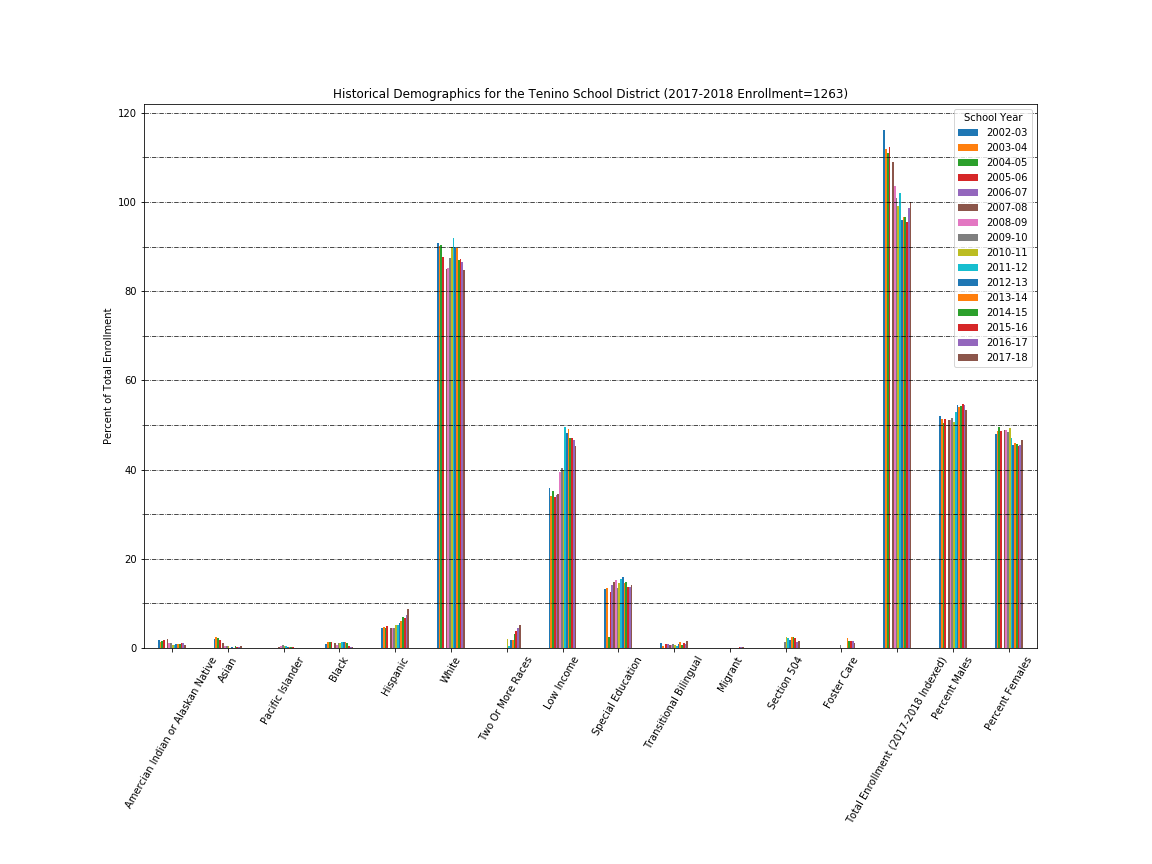 Historical Demographics for the Tenino School District (2017-2018 Enrollment=1263)
Percent of Total Enrollment
120
100
80
60
40
20
0
School Year
2002-03
2003-04
2004-05
2005-06
2006-07
2007-08
2008-09
2009-10
2010-11
2011-12
2012-13
2013-14
2014-15
2015-16
2016-17
2017-18
Amercian Indian or Alaskan Native
Asian
Pacific Islander
Black
Hispanic
White
Two Or More Races
Low Income
Special Education
Transitional Bilingual
Migrant
Section 504
Foster Care
Total Enrollment (2017-2018 Indexed)
Percent Males
Percent Females